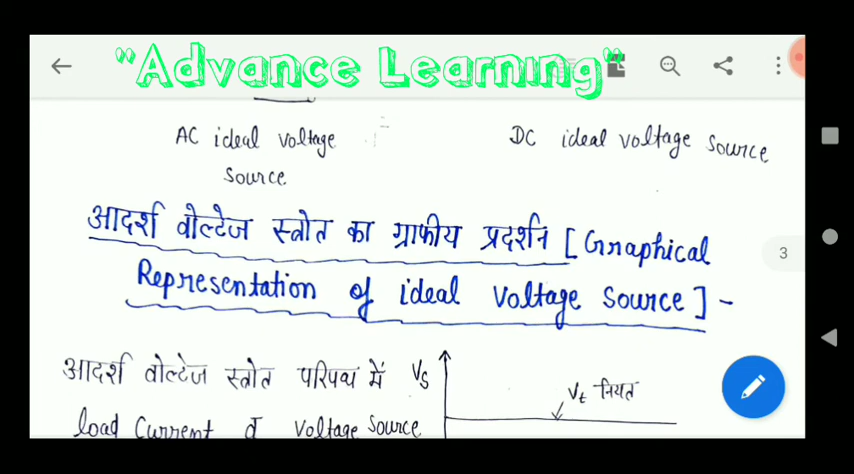 "Advance Learning"
AC ideal voltage
source
DC ideal voltage source
आदर्श वोल्टेज स्त्रोत का ग्राफीय प्रदर्शन [Graphical
Representation of ideal voltage source] -
3
आदर्श वोल्टेज स्त्रोत परिपथ में
Vs
Vt नियत
load current व voltage source